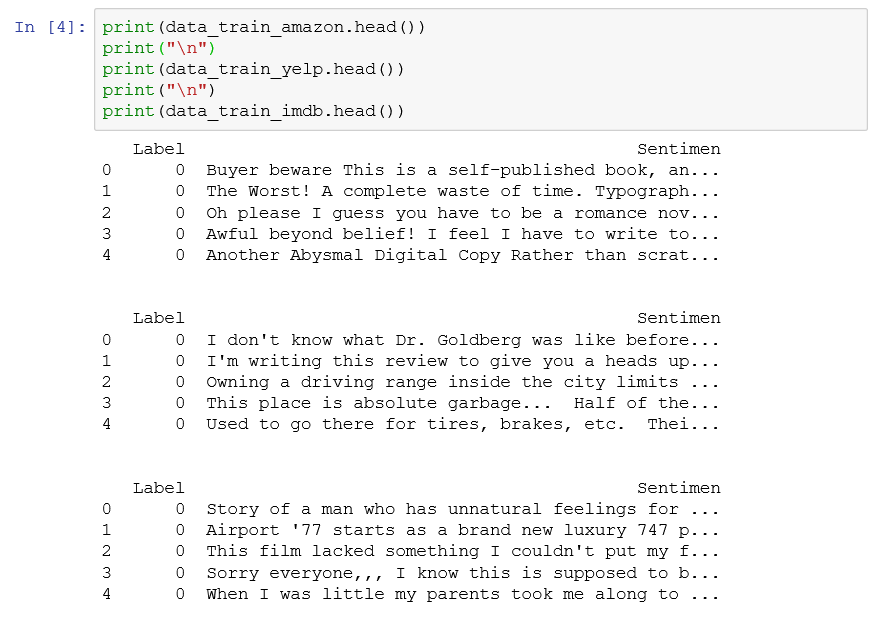 In [4]: print(data_train_amazon.head())
print("\n")
print(data_train_yelp.head())
print("\n")
print(data_train_imdb.head())
Label Sentimen
0 0 Buyer beware This is a self-published book, an...
1 0 The Worst! A complete waste of time. Typograph...
2 0 Oh please I guess you have to be a romance nov...
3 0 Awful beyond belief! I feel I have to write to...
4 0 Another Abysmal Digital Copy Rather than scrat...
Label Sentimen
0 0 I don't know what Dr. Goldberg was like before...
1 0 I'm writing this review to give you a heads up...
2 0 Owning a driving range inside the city limits ...
3 0 This place is absolute garbage...  Half of the...
4 0 Used to go there for tires, brakes, etc.  Thei...
Label Sentimen
0 0 Story of a man who has unnatural feelings for ...
1 0 Airport '77 starts as a brand new luxury 747 p...
2 0 This film lacked something I couldn't put my f...
3 0 Sorry everyone,,, I know this is supposed to b...
4 0 When I was little my parents took me along to ...